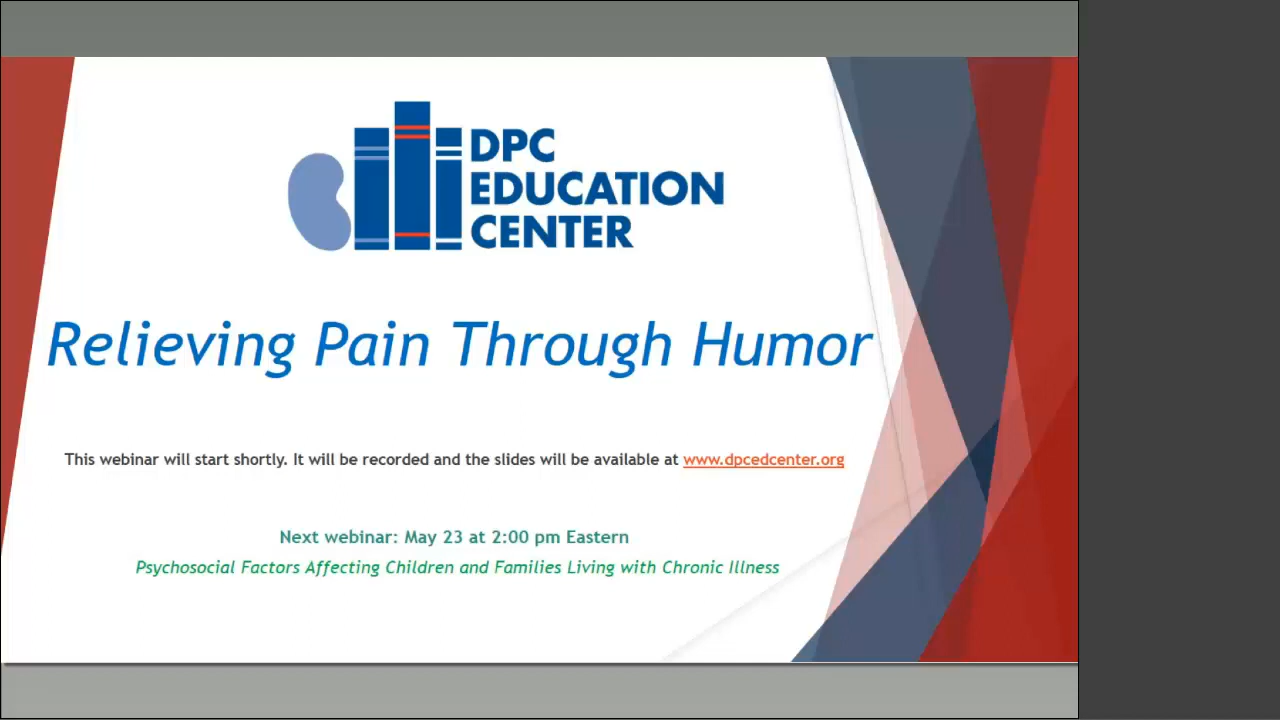 DPC
EDUCATION
CENTER
Relieving Pain Through Humor
This webinar will start shortly. It will be recorded and the slides will be available at www.dpcedcenter.org
Next webinar: May 23 at 2:00 pm Eastern
Psychosocial Factors Affecting Children and Families Living with Chronic Illness